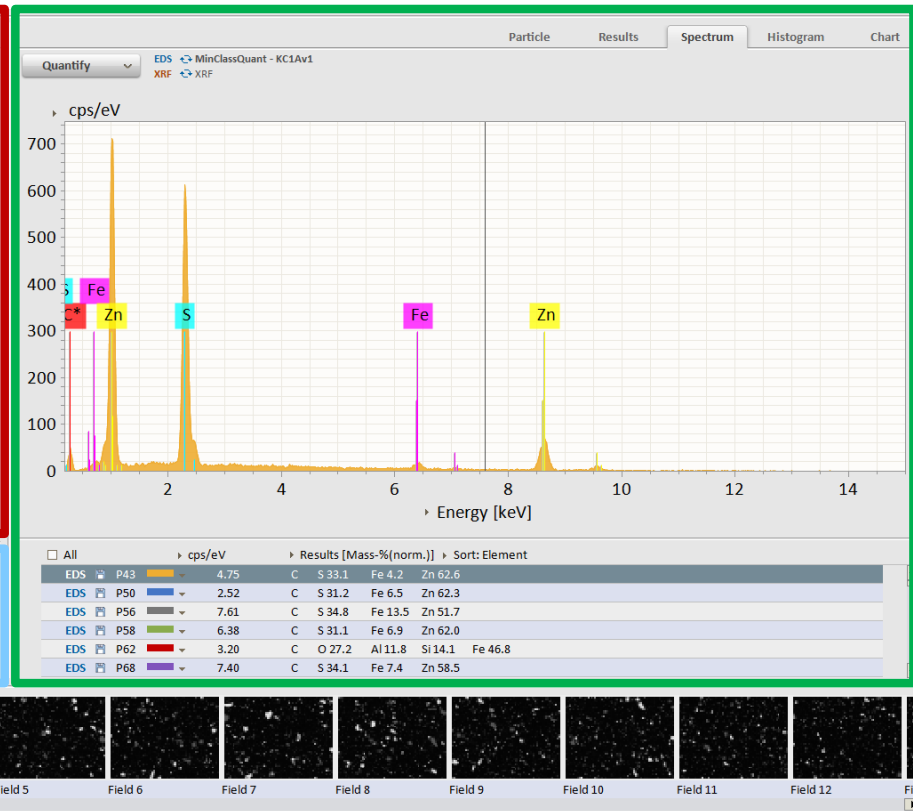 Particle Results Spectrum Histogram Chart
Quantify EDS MinClassQuant - KC1Av1
XRF XRF
cps/eV
700
600
500
400 S Fe
300 C* Zn S Fe Zn
200
100
0
2 4 6 8 10 12 14
Energy [keV]
All cps/eV Results [Mass-%(norm.)] Sort: Element
EDS P43 4.75 C S 33.1 Fe 4.2 Zn 62.6
EDS P50 2.52 C S 31.2 Fe 6.5 Zn 62.3
EDS P56 7.61 C S 34.8 Fe 13.5 Zn 51.7
EDS P58 6.38 C S 31.1 Fe 6.9 Zn 62.0
EDS P62 3.20 C O 27.2 Al 11.8 Si 14.1 Fe 46.8
EDS P68 7.40 C S 34.1 Fe 7.4 Zn 58.5
ield 5 Field 6 Field 7 Field 8 Field 9 Field 10 Field 11 Field 12